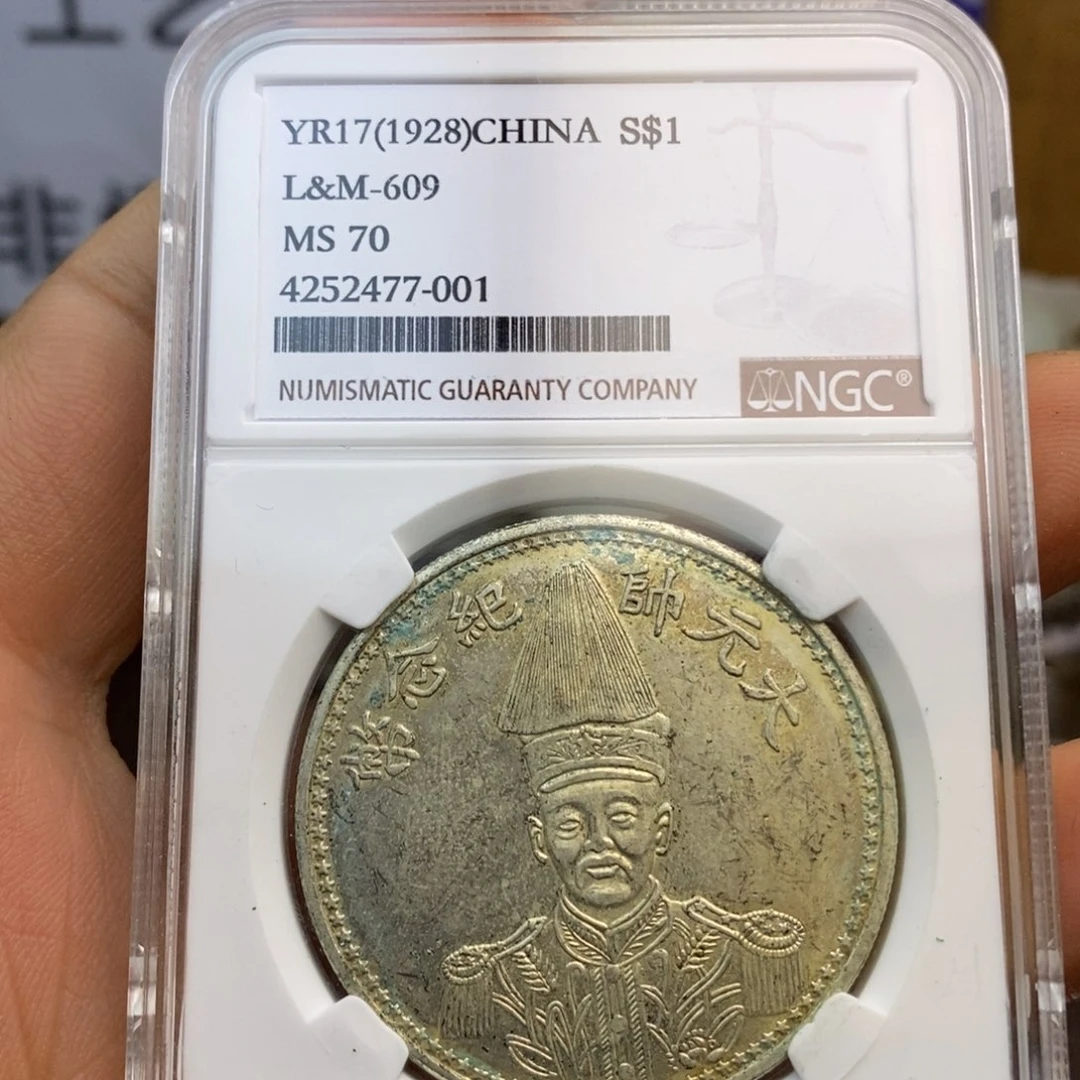 YR17(1928)CHINA S$1
L&M-609
MS 70
4252477-001
NUMISMATIC GUARANTY COMPANY
NGC®
大元帥紀念幣